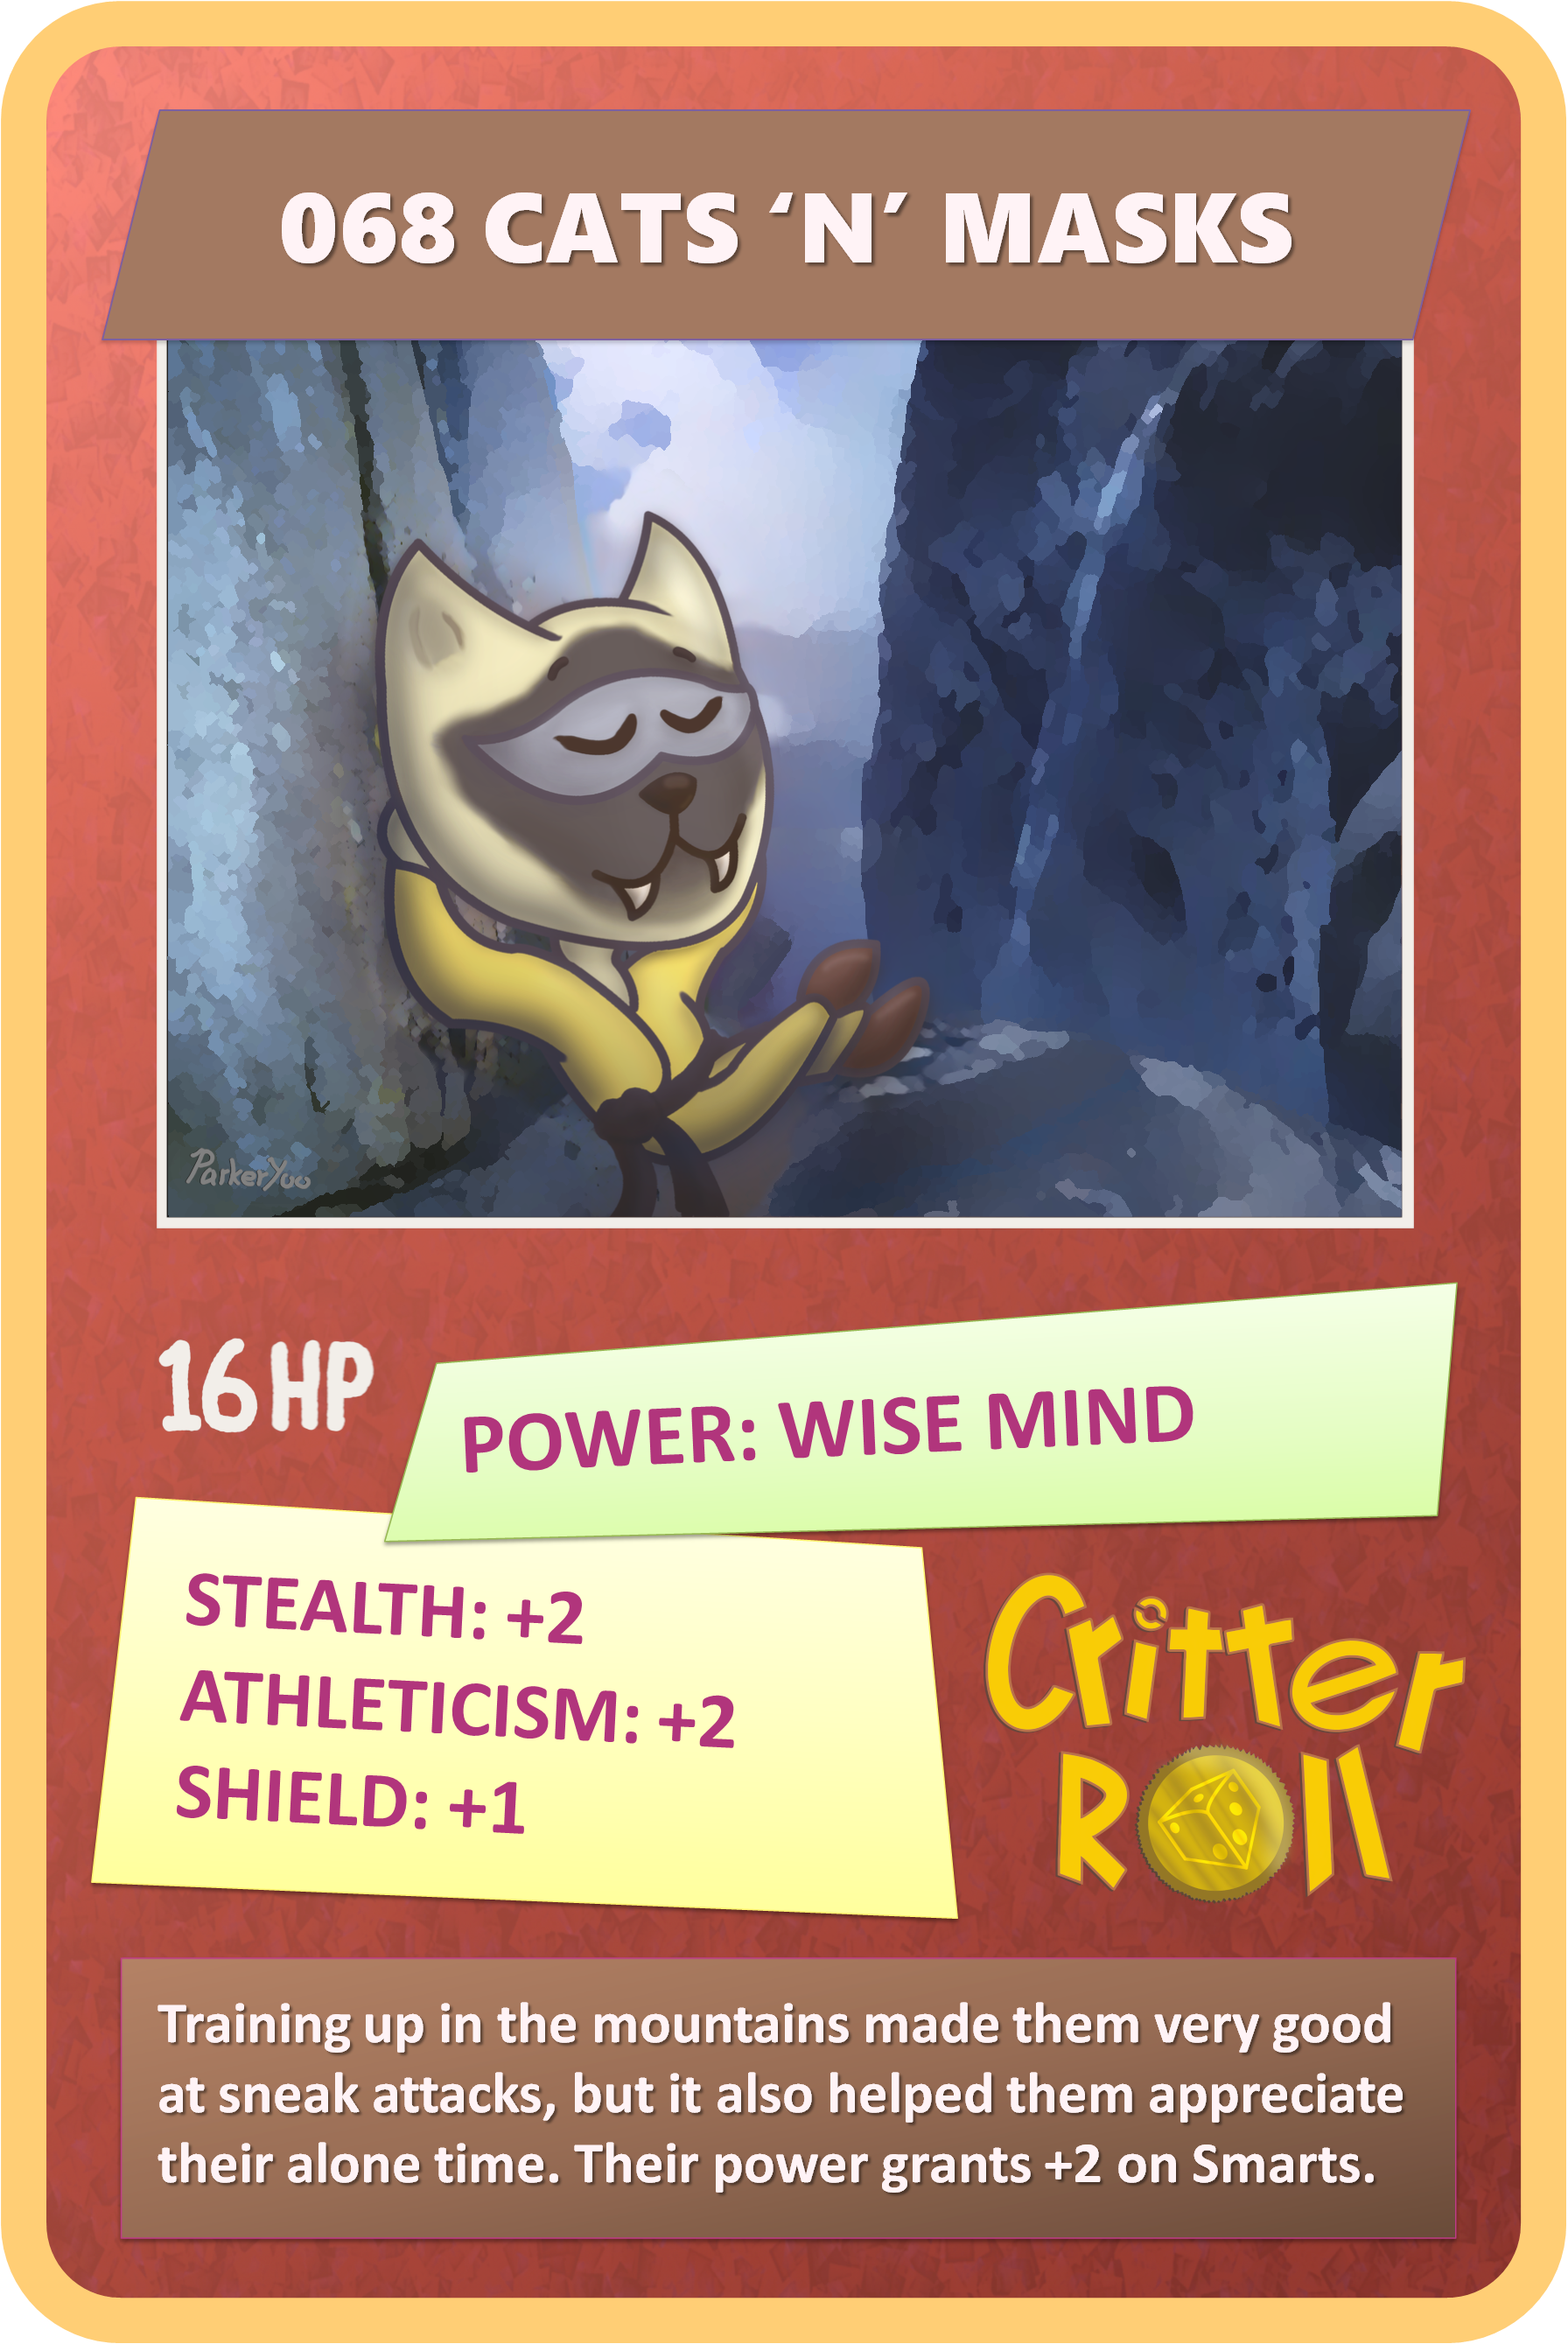 068 CATS ‘N’ MASKS
ParkerYoo
16 HP
POWER: WISE MIND
STEALTH: +2
ATHLETICISM: +2
SHIELD: +1
Critter
Roll
Training up in the mountains made them very good
at sneak attacks, but it also helped them appreciate
their alone time. Their power grants +2 on Smarts.